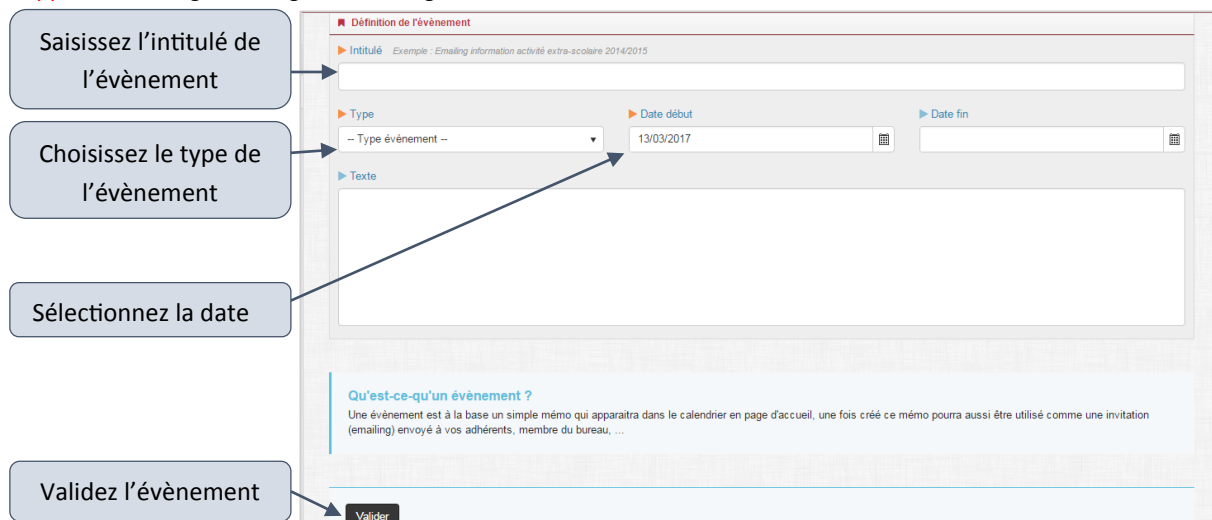 Saisissez l'intitulé de
l'évènement
Choisissez le type de
l'évènement
Sélectionnez la date
Validez l'évènement
Définition de l'évènement
Intitulé Exemple : Emailing information activité extra-scolaire 2014/2015
Type Date début Date fin
-- Type événement -- 13/03/2017
Texte
Qu'est-ce-qu'un évènement ?
Une évènement est à la base un simple mémo qui apparaitra dans le calendrier en page d'accueil, une fois créé ce mémo pourra aussi être utilisé comme une invitation
(emailing) envoyé à vos adhérents, membre du bureau, ...
Valider